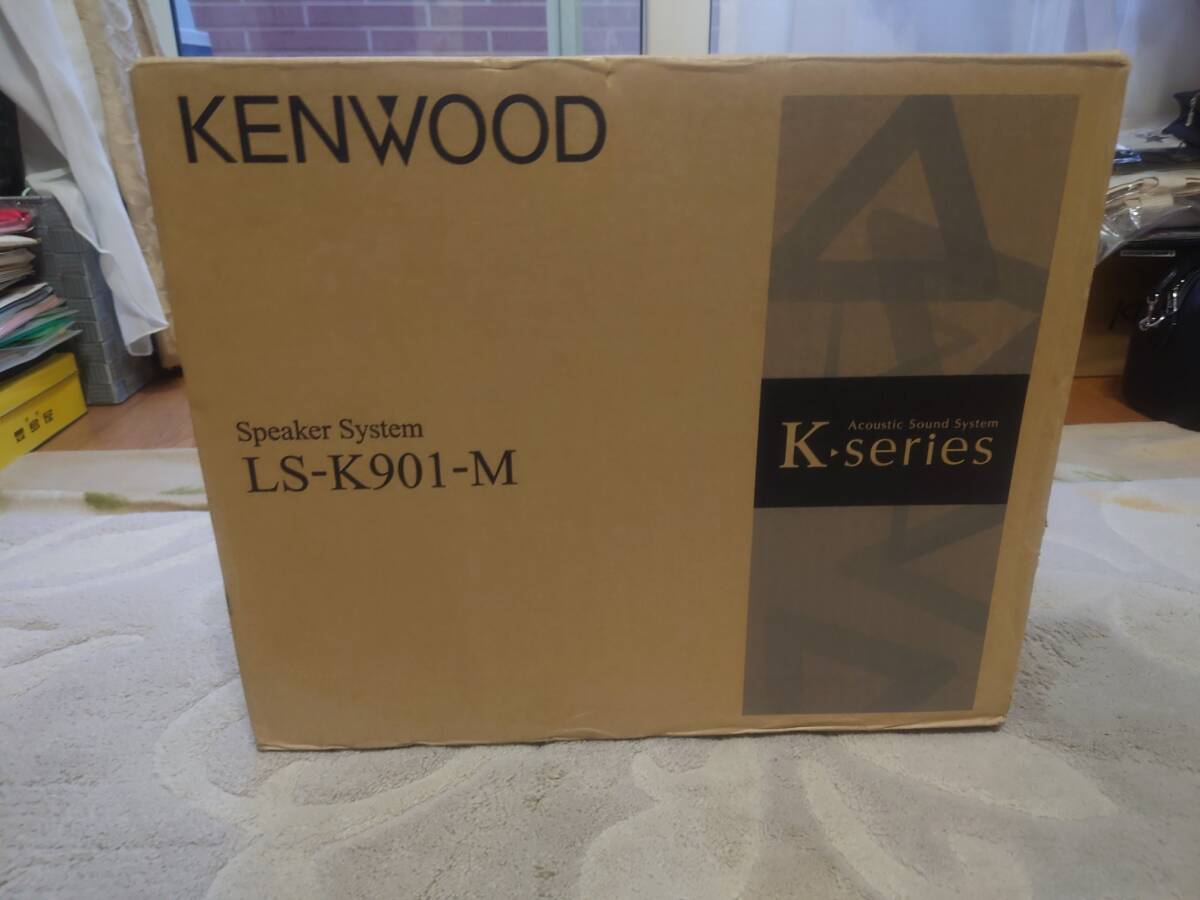 KENWOOD
Speaker System
LS-K901-M
Acoustic Sound System
K-series